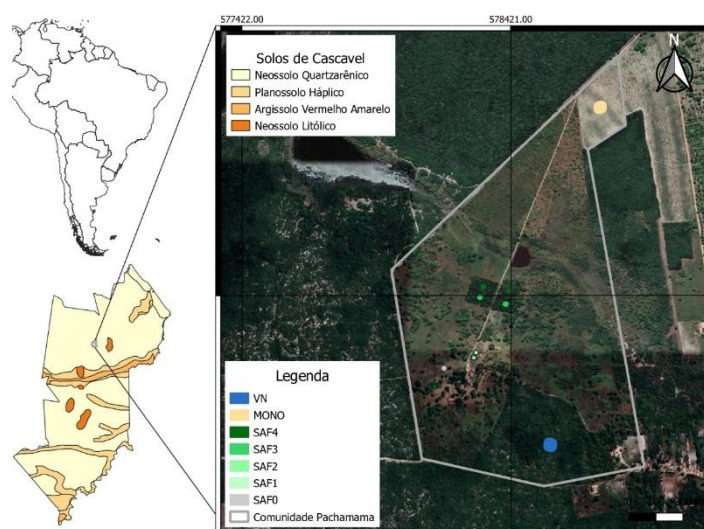 577422.00
578421.00
Solos de Cascavel
Neossolo Quartzarênico
Planossolo Háplico
Argissolo Vermelho Amarelo
Neossolo Litólico
N
Legenda
VN
MONO
SAF4
SAF3
SAF2
SAF1
SAF0
Comunidade Pachamama